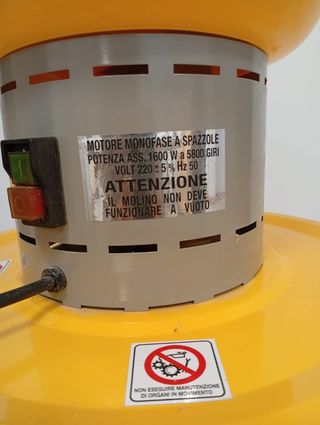 MOTORE MONOFASE A SPAZZOLE
POTENZA ASS. 1600 W a 5800 GIRI
VOLT 220 ± 5 % Hz 50
ATTENZIONE
IL MOLINO NON DEVE
FUNZIONARE A VUOTO
NON ESEGUIRE MANUTENZIONE
DI ORGANI IN MOVIMENTO